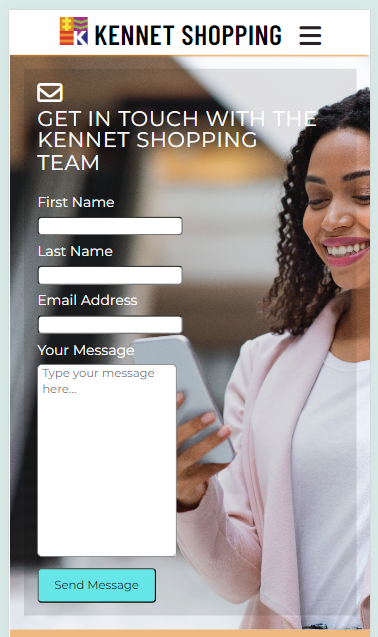 KENNET SHOPPING
GET IN TOUCH WITH THE
KENNET SHOPPING
TEAM
First Name
Last Name
Email Address
Your Message
Type your message
here...
Send Message